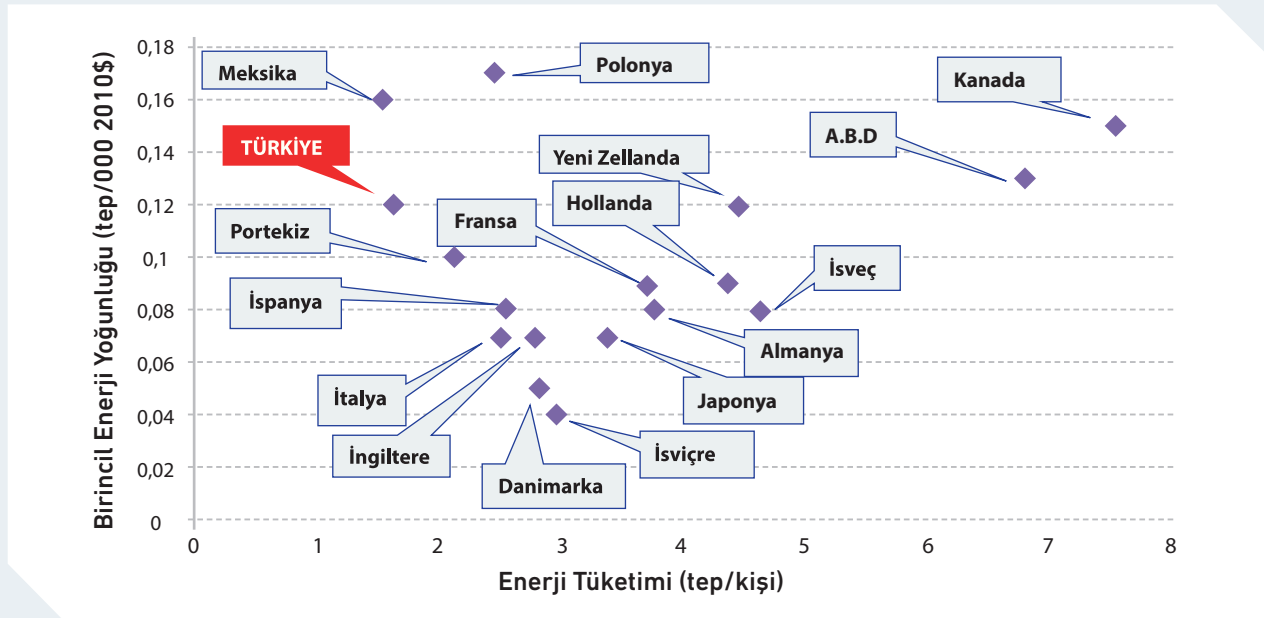 Birincil Enerji Yoğunluğu (tep/000 2010$)
0,18
0,16
0,14
0,12
0,1
0,08
0,06
0,04
0,02
0
Meksika
Polonya
Kanada
TÜRKİYE
A.B.D
Yeni Zellanda
Hollanda
Portekiz
Fransa
İsveç
İspanya
Almanya
İtalya
Japonya
İngiltere
İsviçre
Danimarka
0 1 2 3 4 5 6 7 8
Enerji Tüketimi (tep/kişi)